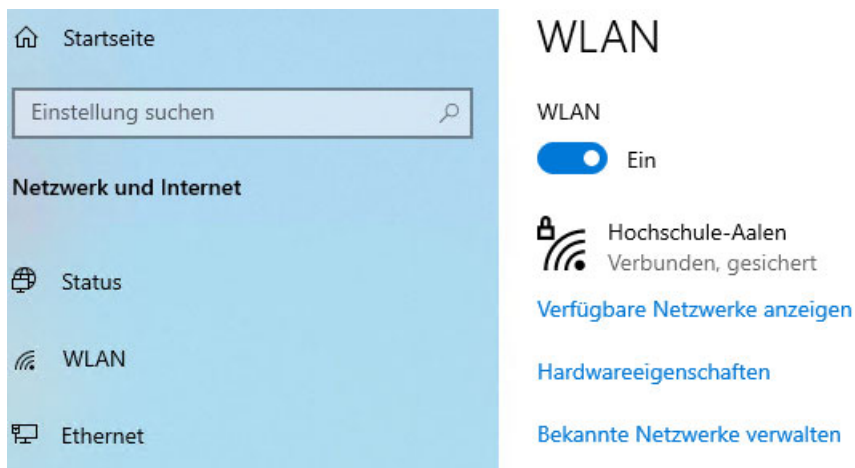 Startseite
Einstellung suchen
Netzwerk und Internet
Status
WLAN
Ethernet
WLAN
WLAN
Ein
Hochschule-Aalen
Verbunden, gesichert
Verfügbare Netzwerke anzeigen
Hardwareeigenschaften
Bekannte Netzwerke verwalten